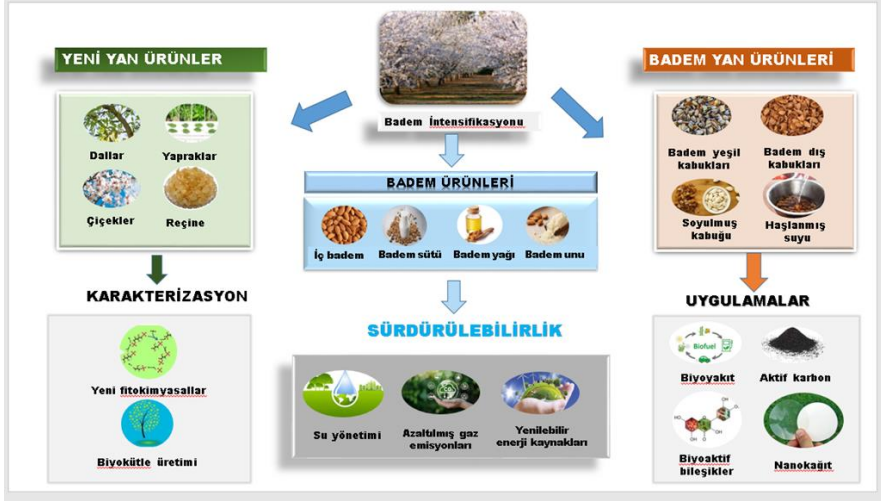 YENİ YAN ÜRÜNLER
Dallar
Yapraklar
Çiçekler
Reçine
KARAKTERİZASYON
Yeni fitokimyasallar
Biyokütle üretimi
Badem İntensifikasyonu
BADEM ÜRÜNLERİ
İç badem
Badem sütü
Badem yağı
Badem unu
SÜRDÜRÜLEBİLİRLİK
Su yönetimi
Azaltılmış gaz
emisyonları
Yenilebilir
enerji kaynakları
BADEM YAN ÜRÜNLERİ
Badem yeşil
kabukları
Badem dış
kabukları
Soyulmuş
kabuğu
Haşlanmış
suyu
UYGULAMALAR
Biofuel
Biyoyakıt
Aktif karbon
Biyoaktif
bileşikler
Nanokağıt